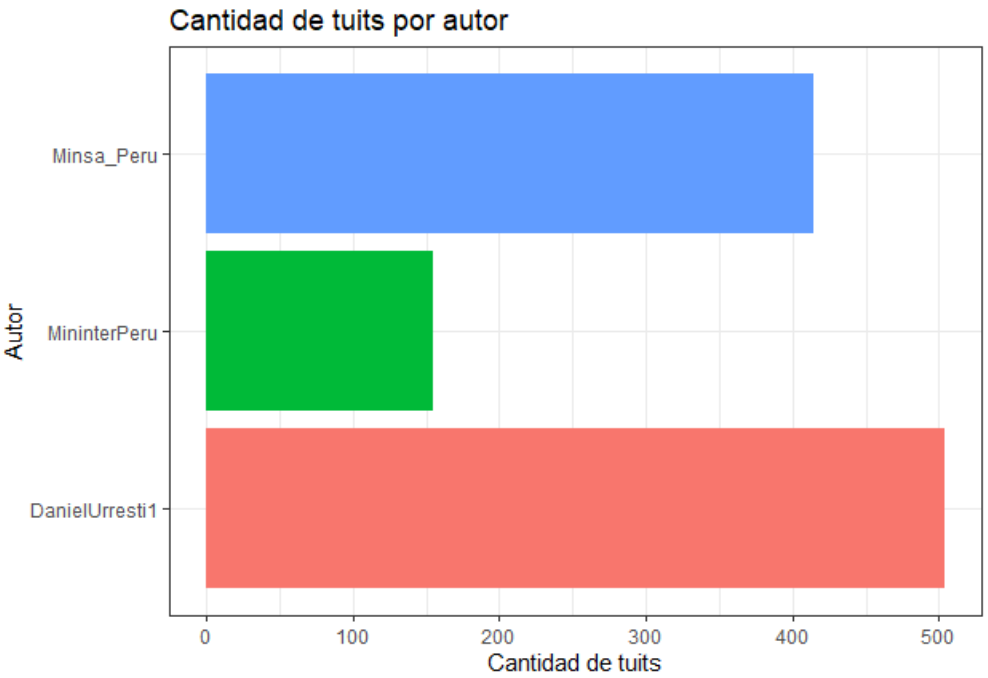 Cantidad de tuits por autor
Autor
Minsa_Peru
MininterPeru
DanielUrresti1
0 100 200 300 400 500
Cantidad de tuits